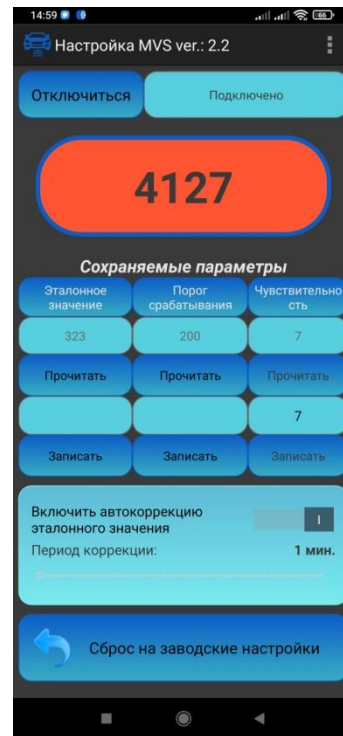 14:59 66
Настройка MVS ver.: 2.2
Отключиться Подключено
4127
Сохраняемые параметры
Эталонное Порог Чувствительно
значение срабатывания сть
323 200 7
Прочитать Прочитать Прочитать
7
Записать Записать Записать
Включить автокоррекцию
эталонного значения
I
Период коррекции: 1 мин.
Сброс на заводские настройки